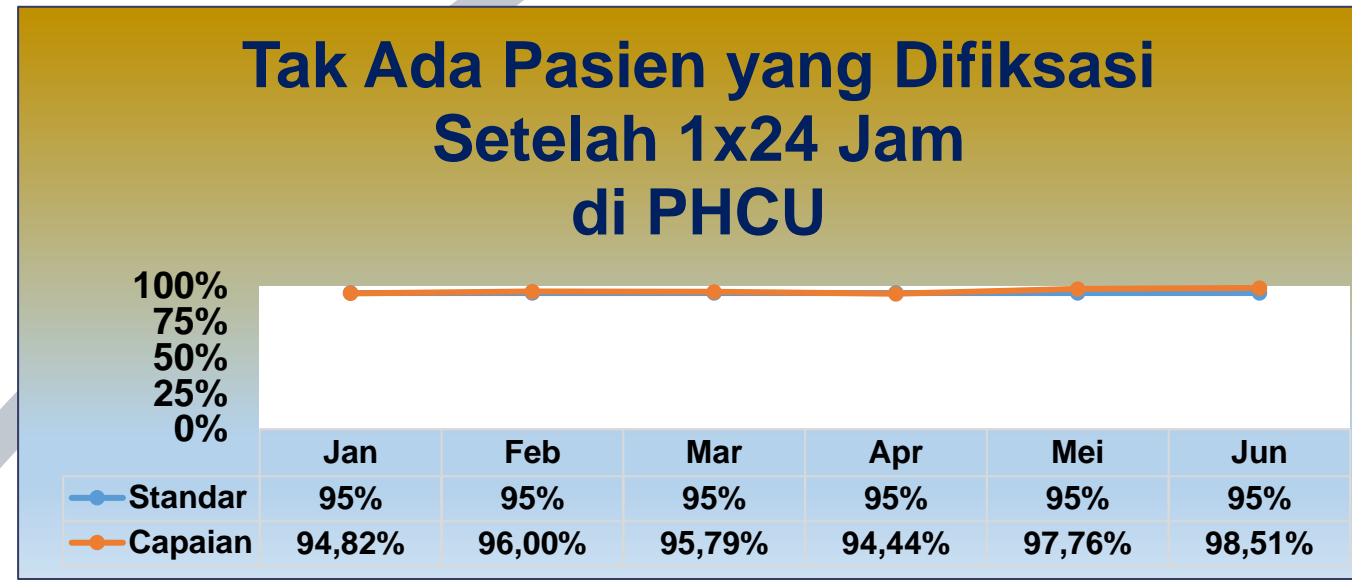 Tak Ada Pasien yang Difiksasi
Setelah 1x24 Jam
di PHCU
100%
75%
50%
25%
0%
Jan Feb Mar Apr Mei Jun
Standar 95% 95% 95% 95% 95% 95%
Capaian 94,82% 96,00% 95,79% 94,44% 97,76% 98,51%